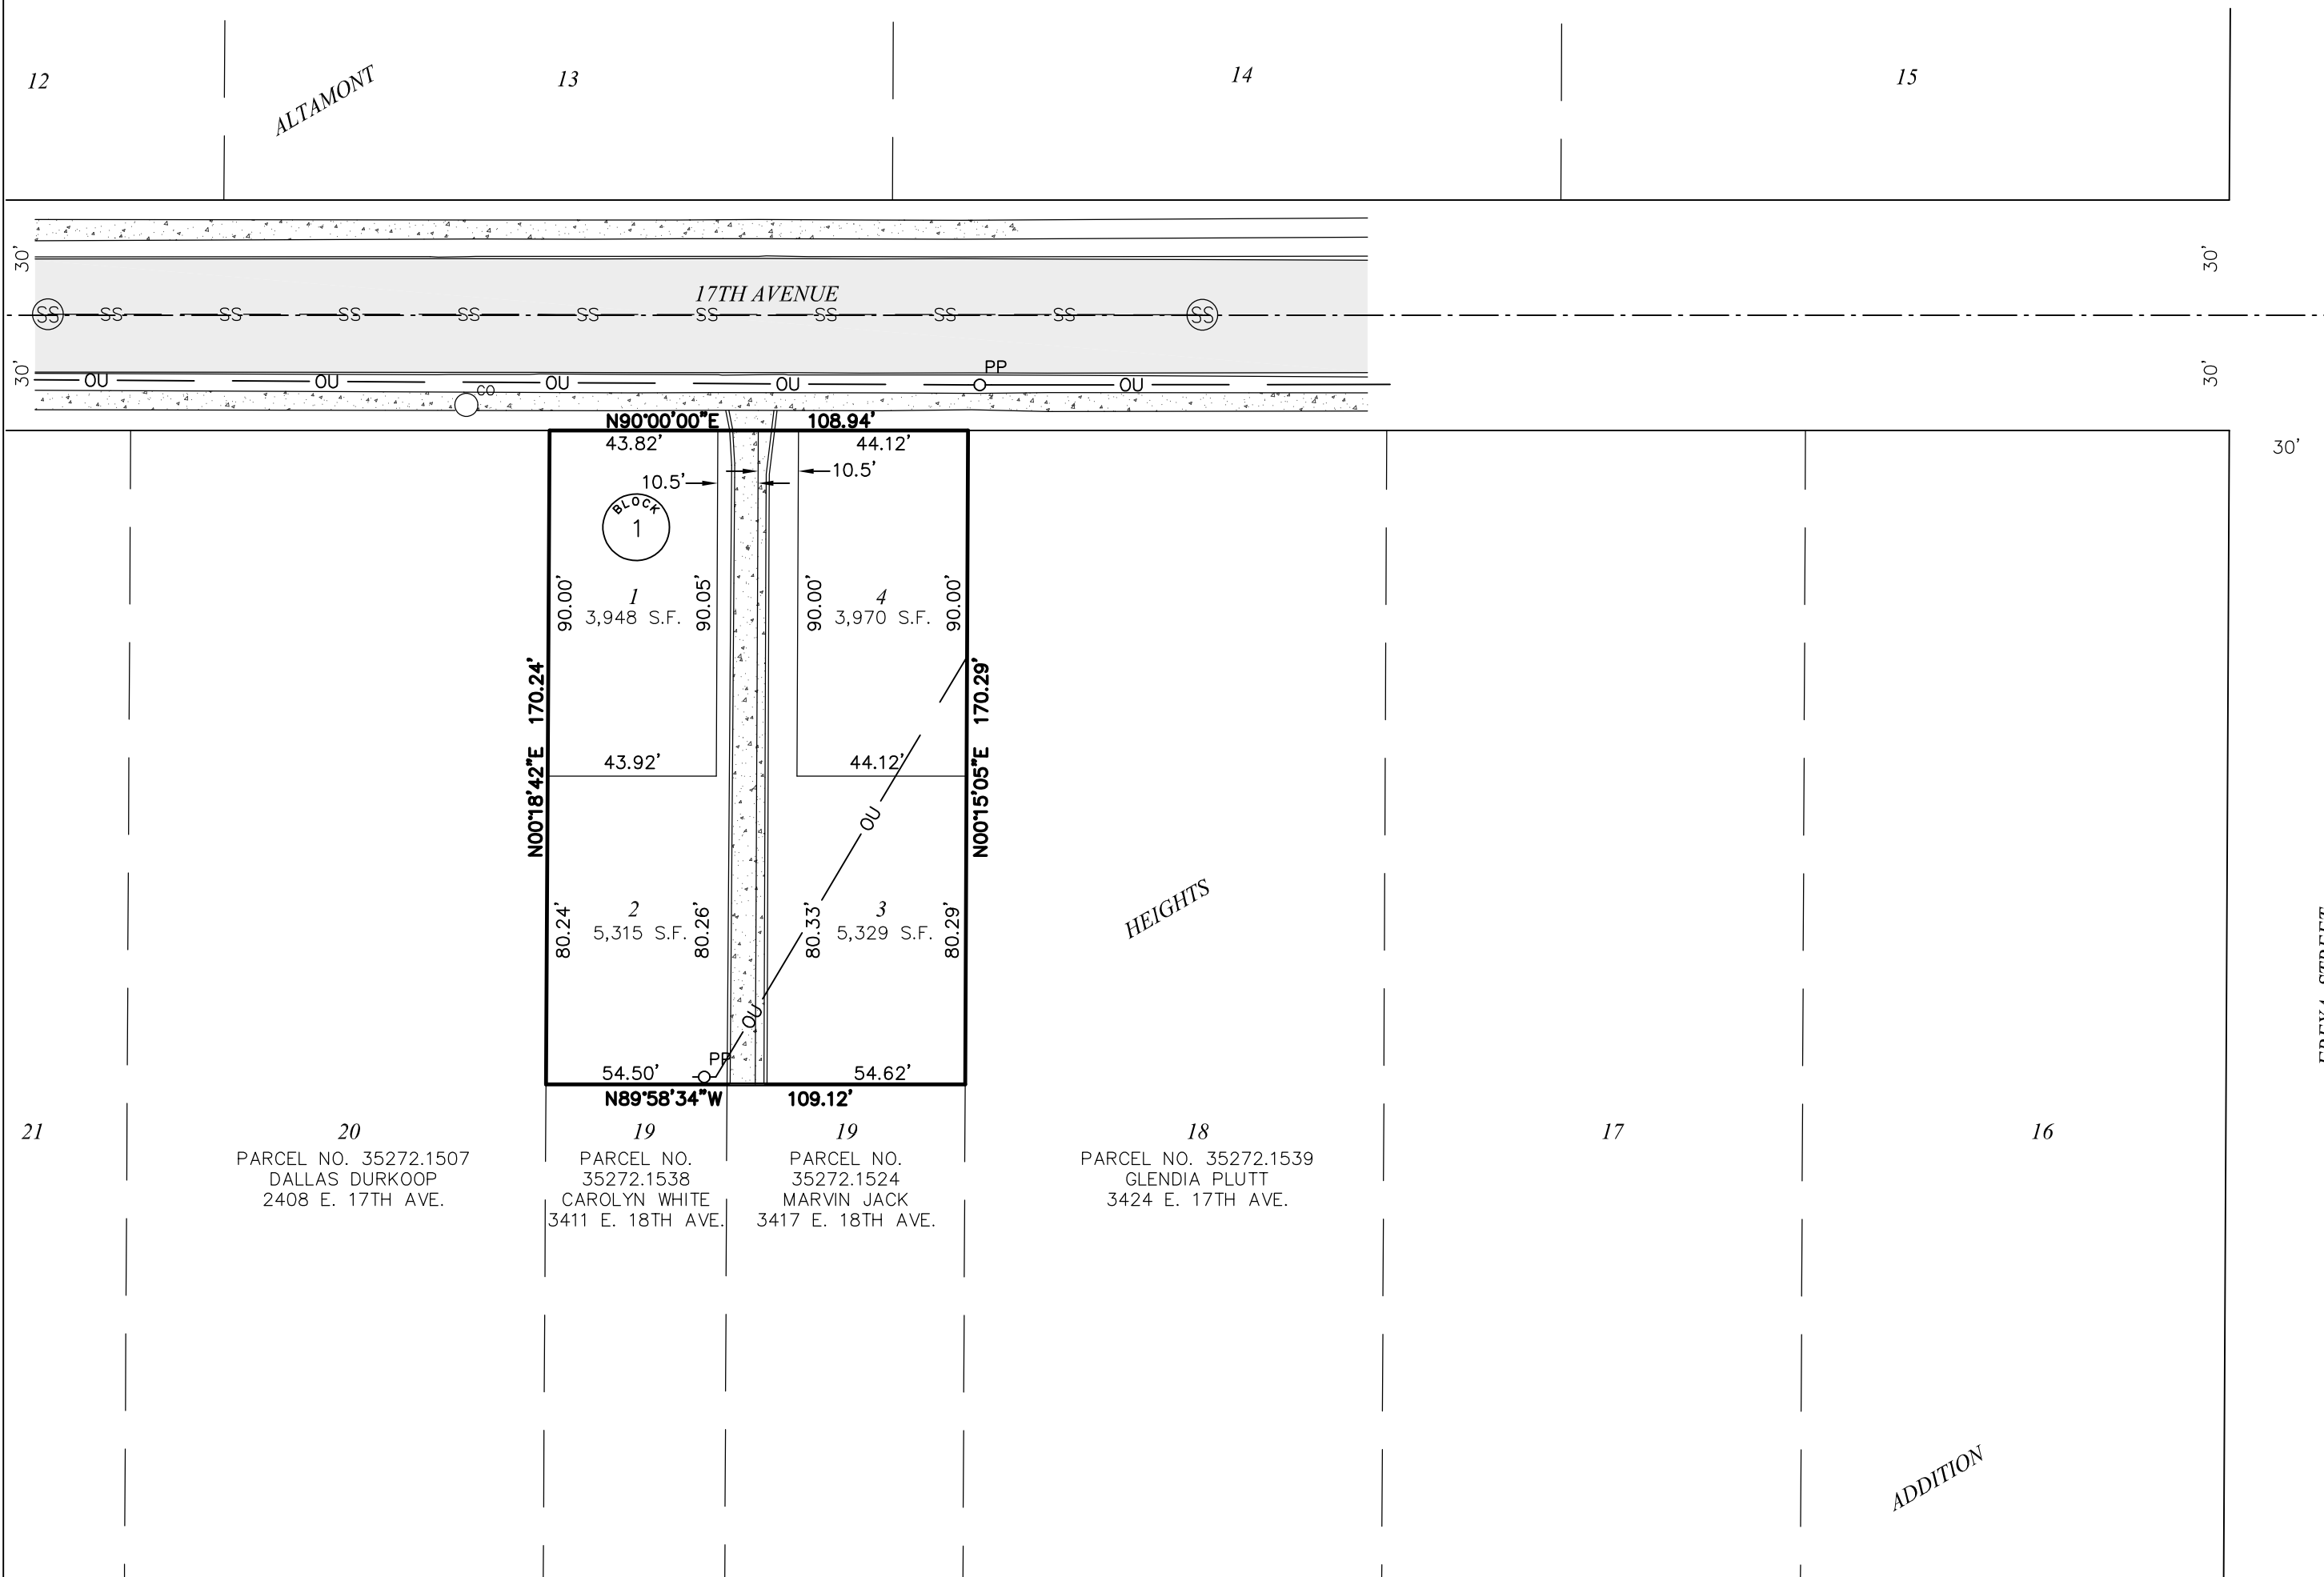 12
ALTAMONT
13
14
15
30'
30'
17TH AVENUE
SS SS SS SS SS SS SS SS SS SS SS
30'
30'
OU OU OU OU PP OU
CO
N90°00'00"E 108.94'
43.82' 44.12'
30'
10.5'
10.5'
BLOCK
1
90.00'
1
3,948 S.F.
90.05'
90.00'
4
3,970 S.F.
90.00'
N00°18'42"E 170.24'
N00°15'05"E 170.29'
43.92' 44.12'
OU
80.24'
2
5,315 S.F.
80.26'
80.33'
3
5,329 S.F.
80.29'
HEIGHTS
FREYA STREET
OU
PP
54.50' 54.62'
N89°58'34"W 109.12'
21
20
PARCEL NO. 35272.1507
DALLAS DURKOOP
2408 E. 17TH AVE.
19
PARCEL NO.
35272.1538
CAROLYN WHITE
3411 E. 18TH AVE.
19
PARCEL NO.
35272.1524
MARVIN JACK
3417 E. 18TH AVE.
18
PARCEL NO. 35272.1539
GLENDIA PLUTT
3424 E. 17TH AVE.
17
16
ADDITION